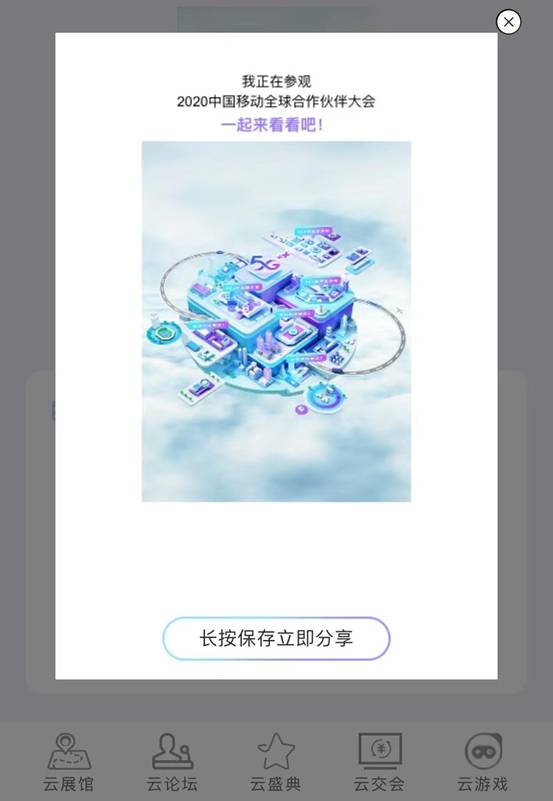 我正在参观
2020中国移动全球合作伙伴大会
一起来看看吧！
5G
长按保存立即分享
云展馆
云论坛
云盛典
云交会
云游戏